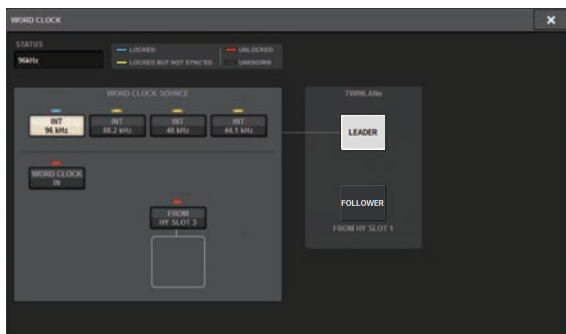 WORD CLOCK
STATUS
96kHz
LOCKED
UNLOCKED
LOCKED BUT NOT SYNC'ED
UNKNOWN
WORD CLOCK SOURCE
INT
96 kHz
INT
88.2 kHz
INT
48 kHz
INT
44.1 kHz
WORD CLOCK
IN
FROM
HY SLOT 3
TWINLANe
LEADER
FOLLOWER
FROM HY SLOT 1